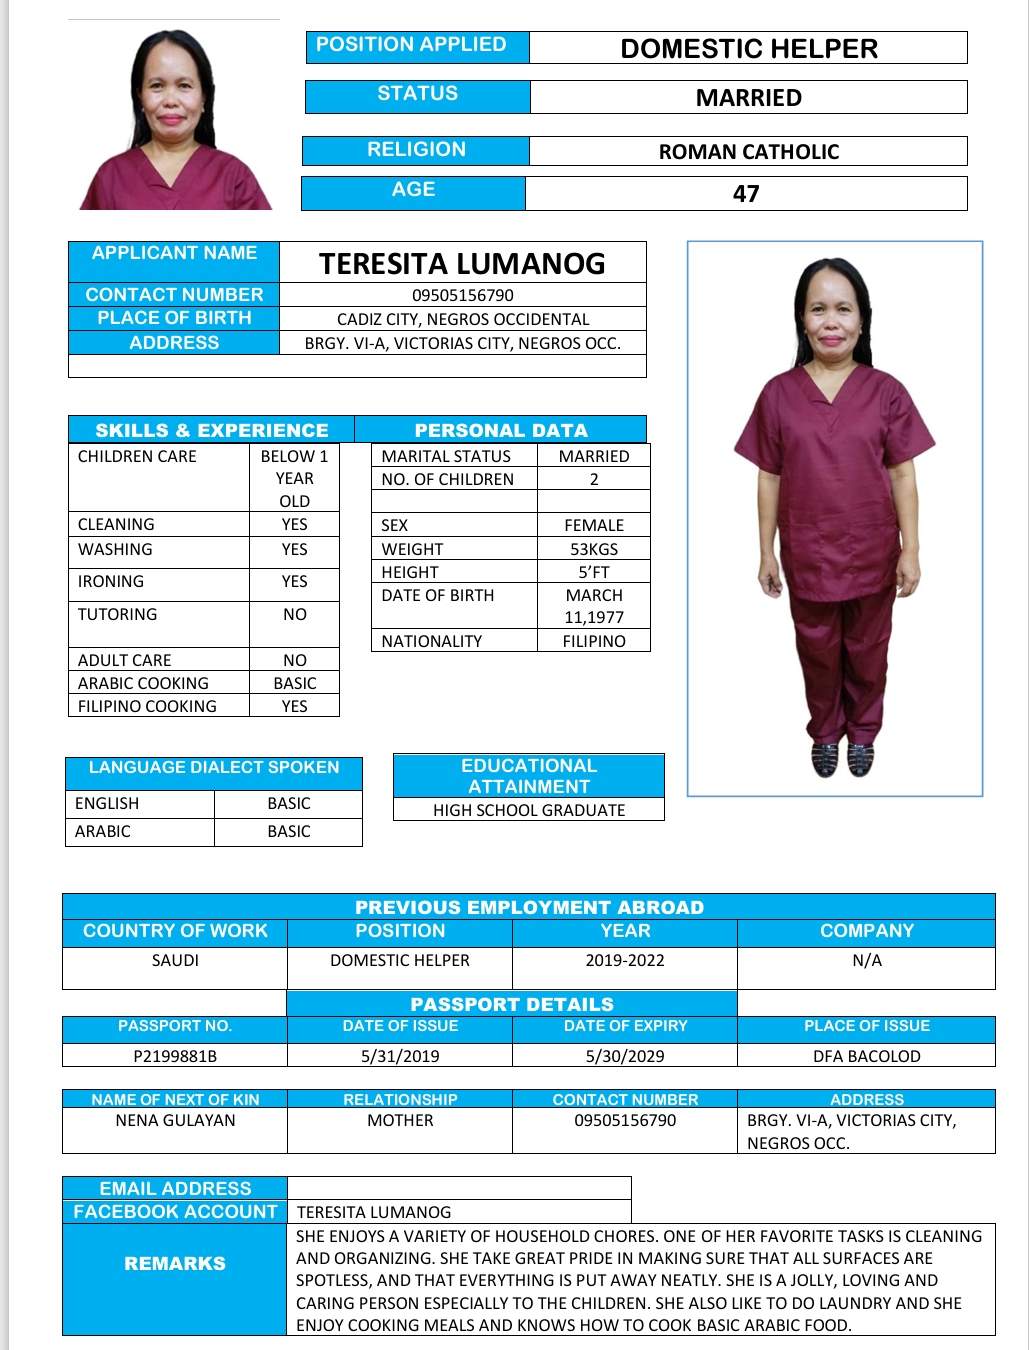 POSITION APPLIED DOMESTIC HELPER
STATUS MARRIED
RELIGION ROMAN CATHOLIC
AGE 47
APPLICANT NAME TERESITA LUMANOG
CONTACT NUMBER 09505156790
PLACE OF BIRTH CADIZ CITY, NEGROS OCCIDENTAL
ADDRESS BRGY. VI-A, VICTORIAS CITY, NEGROS OCC.
SKILLS & EXPERIENCE
CHILDREN CARE BELOW 1
YEAR
OLD
CLEANING YES
WASHING YES
IRONING YES
TUTORING NO
ADULT CARE NO
ARABIC COOKING BASIC
FILIPINO COOKING YES
PERSONAL DATA
MARITAL STATUS MARRIED
NO. OF CHILDREN 2
SEX FEMALE
WEIGHT 53KGS
HEIGHT 5’FT
DATE OF BIRTH MARCH
11,1977
NATIONALITY FILIPINO
LANGUAGE DIALECT SPOKEN
ENGLISH BASIC
ARABIC BASIC
EDUCATIONAL
ATTAINMENT
HIGH SCHOOL GRADUATE
PREVIOUS EMPLOYMENT ABROAD
COUNTRY OF WORK POSITION YEAR COMPANY
SAUDI DOMESTIC HELPER 2019-2022 N/A
PASSPORT DETAILS
PASSPORT NO. DATE OF ISSUE DATE OF EXPIRY PLACE OF ISSUE
P2199881B 5/31/2019 5/30/2029 DFA BACOLOD
NAME OF NEXT OF KIN RELATIONSHIP CONTACT NUMBER ADDRESS
NENA GULAYAN MOTHER 09505156790 BRGY. VI-A, VICTORIAS CITY,
NEGROS OCC.
EMAIL ADDRESS
FACEBOOK ACCOUNT TERESITA LUMANOG
REMARKS
SHE ENJOYS A VARIETY OF HOUSEHOLD CHORES. ONE OF HER FAVORITE TASKS IS CLEANING
AND ORGANIZING. SHE TAKE GREAT PRIDE IN MAKING SURE THAT ALL SURFACES ARE
SPOTLESS, AND THAT EVERYTHING IS PUT AWAY NEATLY. SHE IS A JOLLY, LOVING AND
CARING PERSON ESPECIALLY TO THE CHILDREN. SHE ALSO LIKE TO DO LAUNDRY AND SHE
ENJOY COOKING MEALS AND KNOWS HOW TO COOK BASIC ARABIC FOOD.